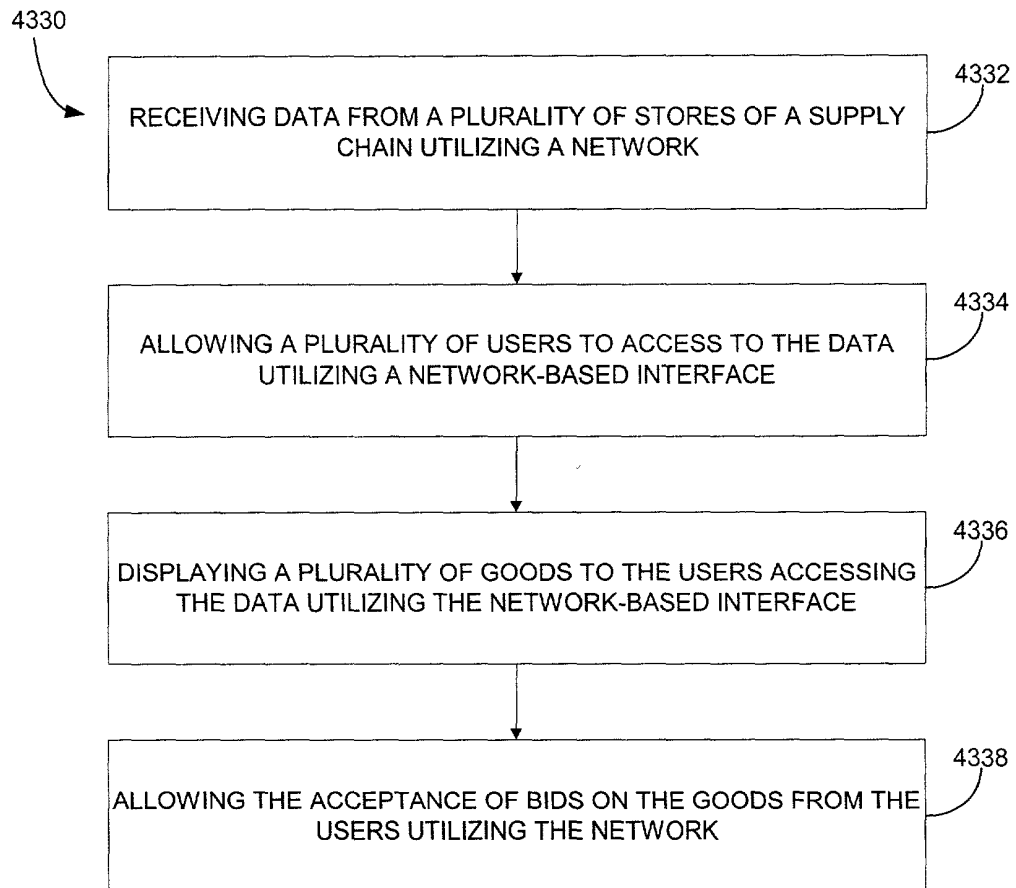 4330
4332
RECEIVING DATA FROM A PLURALITY OF STORES OF A SUPPLY
CHAIN UTILIZING A NETWORK
4334
ALLOWING A PLURALITY OF USERS TO ACCESS TO THE DATA
UTILIZING A NETWORK-BASED INTERFACE
4336
DISPLAYING A PLURALITY OF GOODS TO THE USERS ACCESSING
THE DATA UTILIZING THE NETWORK-BASED INTERFACE
4338
ALLOWING THE ACCEPTANCE OF BIDS ON THE GOODS FROM THE
USERS UTILIZING THE NETWORK